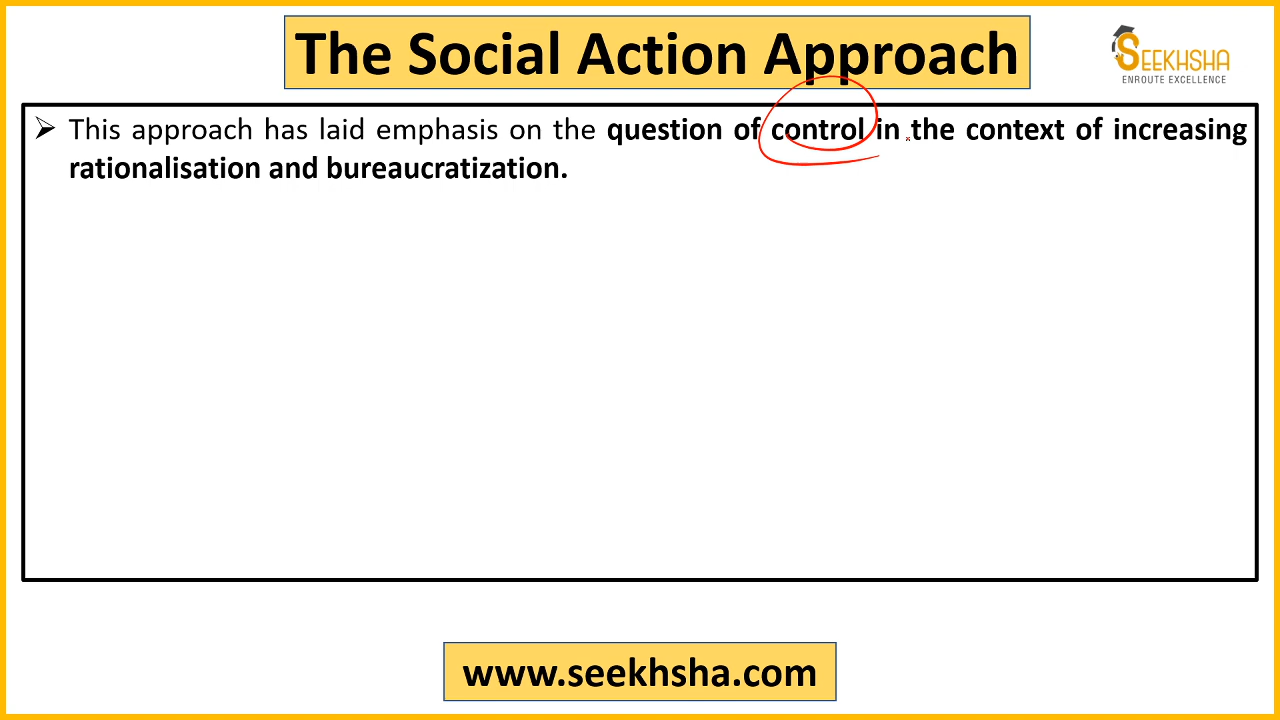 The Social Action Approach
SEEKHSHA
ENROUTE EXCELLENCE
➢ This approach has laid emphasis on the question of control in the context of increasing
rationalisation and bureaucratization.
www.seekhsha.com